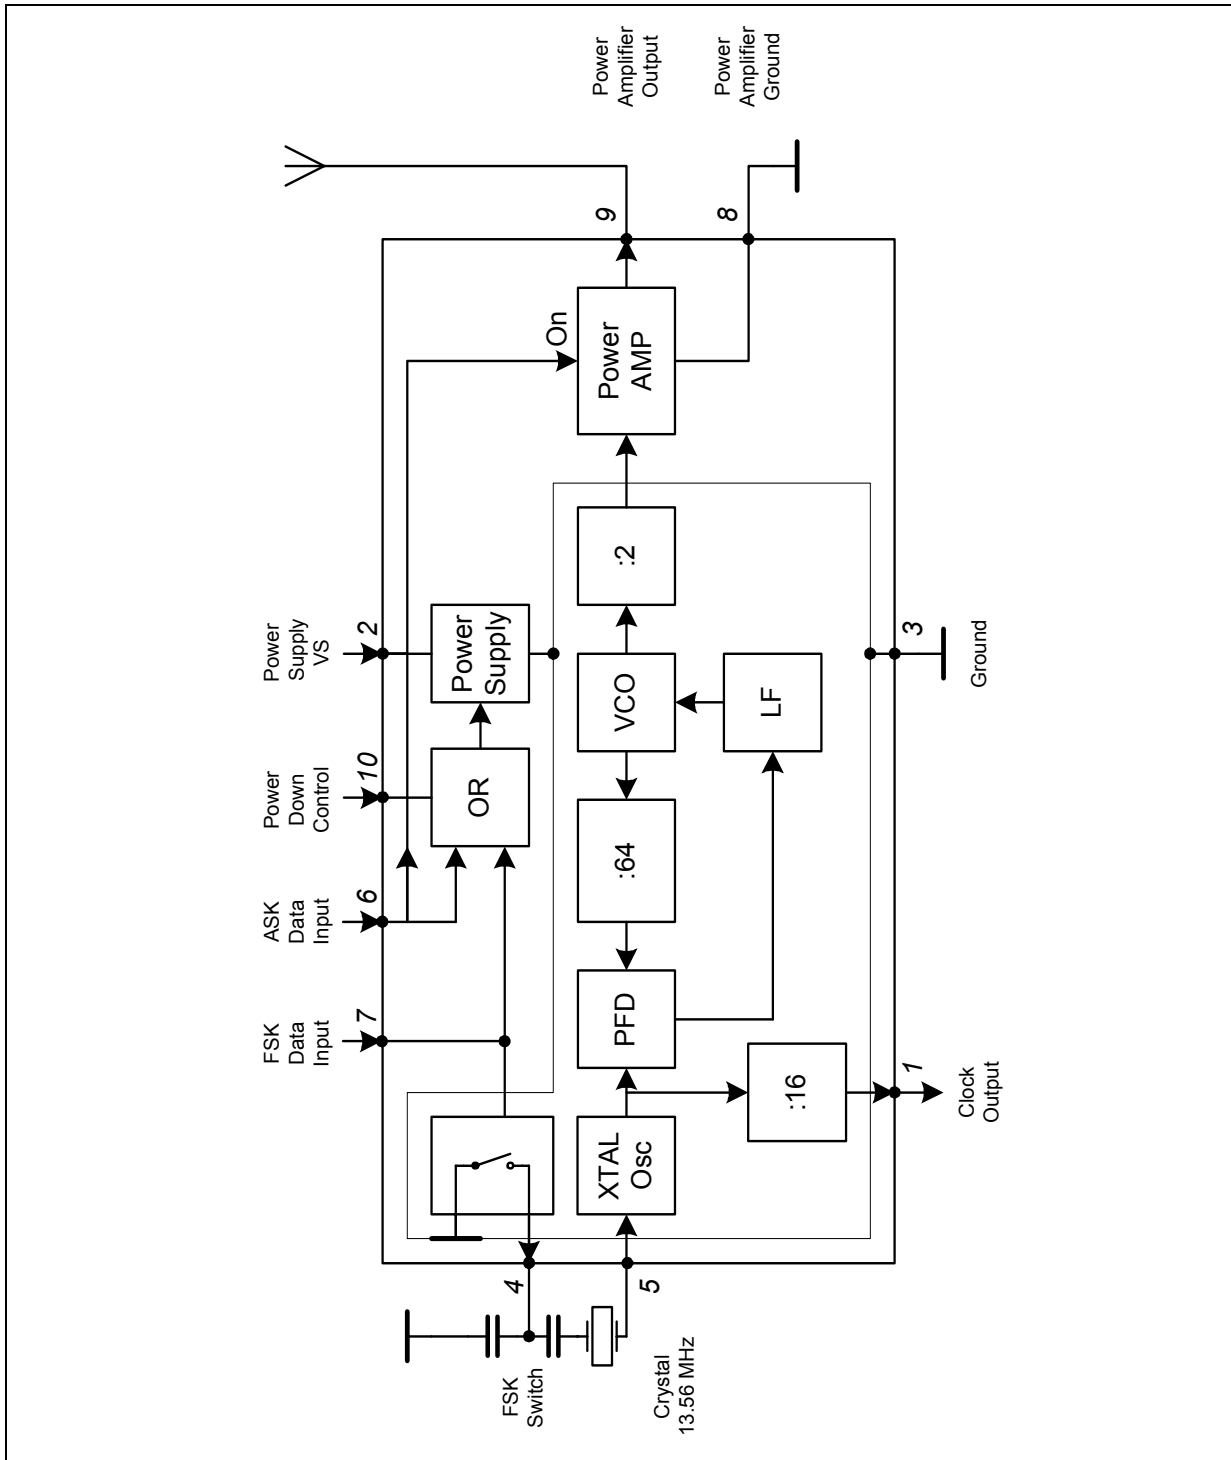 FSK
Data
Input
7
ASK
Data
Input
6
Power
Down
Control
10
Power
Supply
VS
2
Power
Amplifier
Output
9
Power
Amplifier
Ground
8
OR
Power
Supply
On
Power
AMP
FSK
Switch
4
Crystal
13.56 MHz
5
XTAL
Osc
PFD
:64
VCO
:2
LF
:16
1
Clock
Output
3
Ground